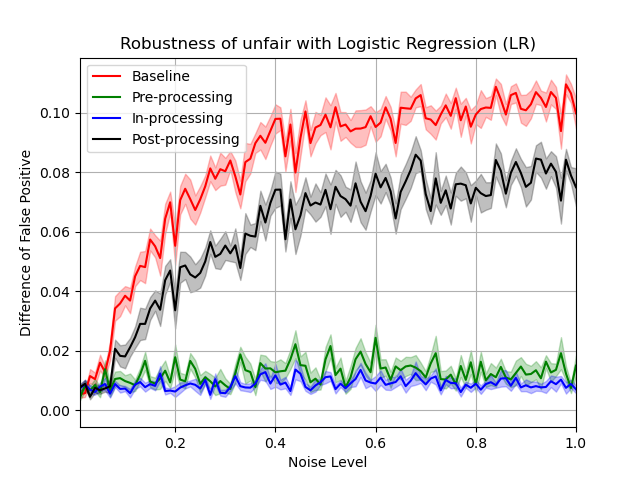 Robustness of unfair with Logistic Regression (LR)
Baseline
Pre-processing
In-processing
Post-processing
Difference of False Positive
0.10
0.08
0.06
0.04
0.02
0.00
0.2
0.4
0.6
0.8
1.0
Noise Level